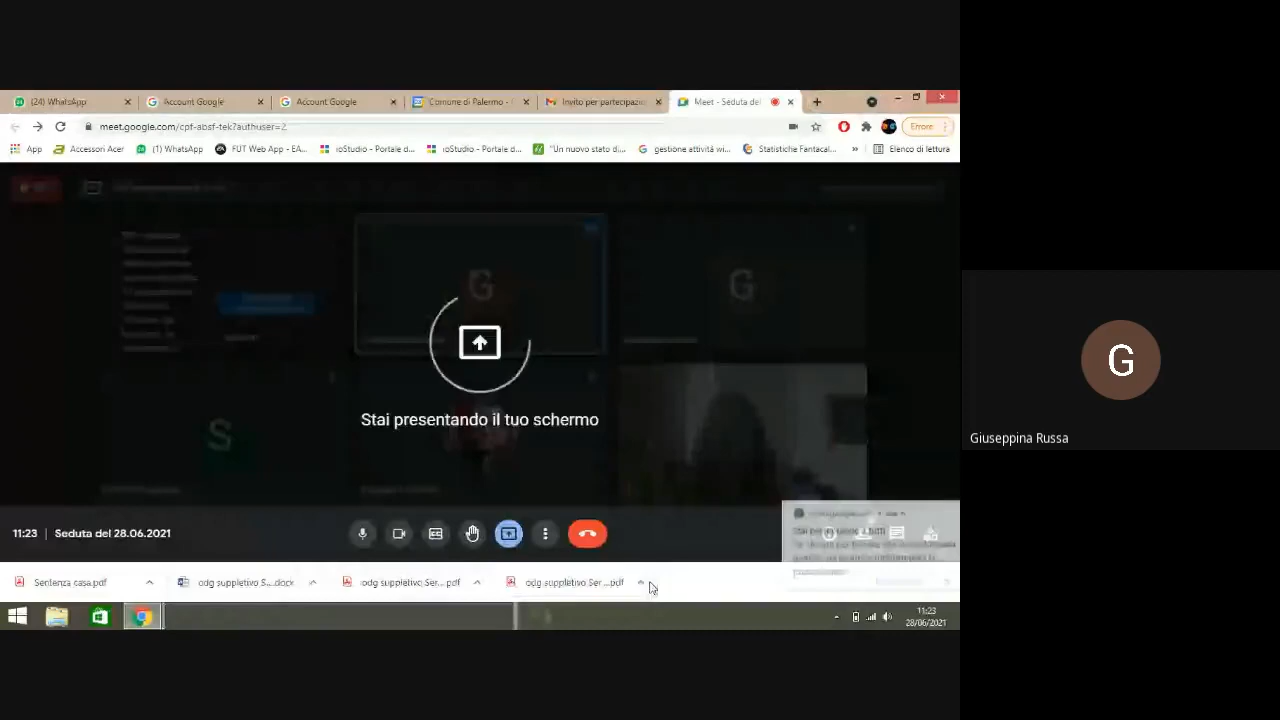 (24) WhatsApp
Account Google
Account Google
Comune di Palermo - C
Invito per partecipazi
Meet - Seduta del
meet.google.com/cpf-absf-tek?authuser=2
Errore
App
Accessori Acer
(1) WhatsApp
FUT Web App - EA...
ioStudio - Portale d...
ioStudio - Portale d...
"Un nuovo stato di...
gestione attività wi...
Statistiche Fantacal...
»
Elenco di lettura
G
G
S
Stai presentando il tuo schermo
G
Giuseppina Russa
11:23 | Seduta del 28.06.2021
Sentenza casa.pdf
odg suppletivo S....docx
odg suppletivo Ser....pdf
odg suppletivo Ser....pdf
11:23
28/06/2021